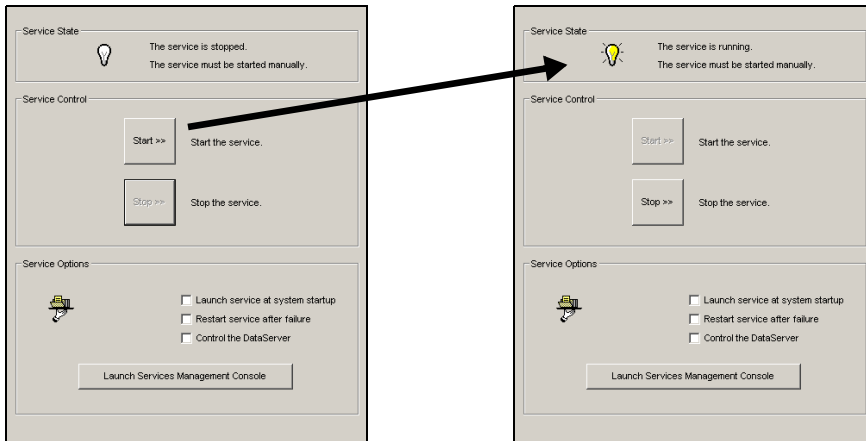 Service State
The service is stopped.
The service must be started manually.
Service Control
Start >>
Start the service.
Stop >>
Stop the service.
Service Options
Launch service at system startup
Restart service after failure
Control the DataServer
Launch Services Management Console
Service State
The service is running.
The service must be started manually.
Service Control
Start >>
Start the service.
Stop >>
Stop the service.
Service Options
Launch service at system startup
Restart service after failure
Control the DataServer
Launch Services Management Console